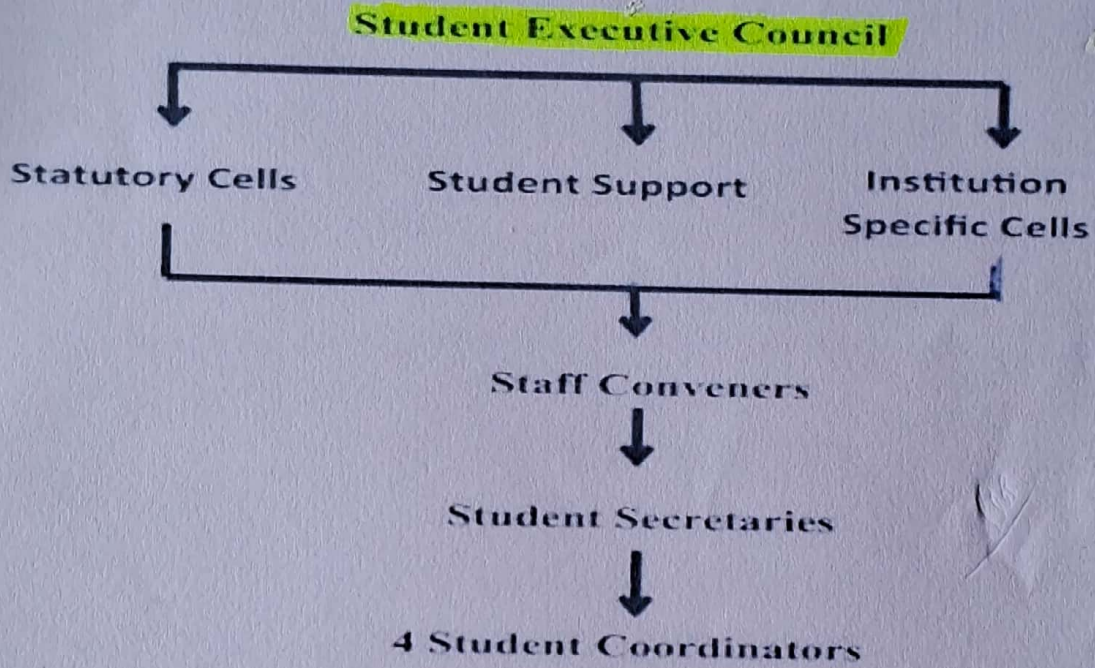 Student Executive Council
Statutory Cells
Student Support
Institution
Specific Cells
Staff Conveners
Student Secretaries
4 Student Coordinators